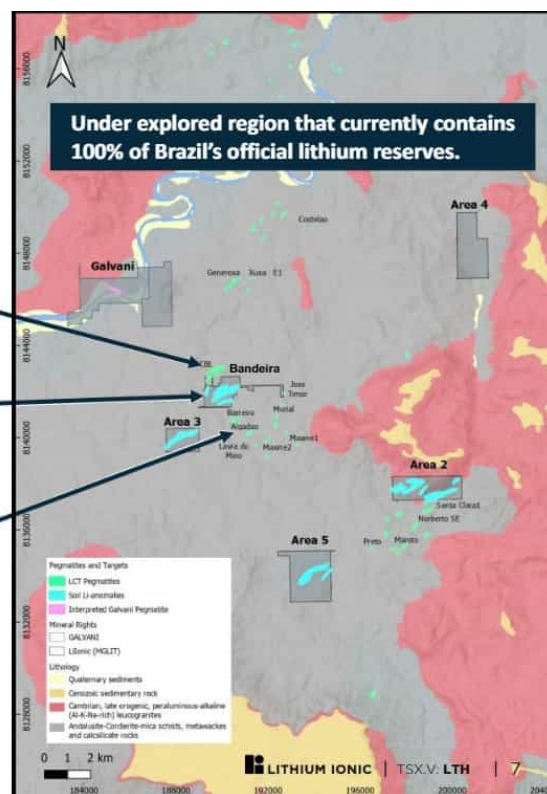 N
8156000
Under explored region that currently contains
100% of Brazil's official lithium reserves.
8152000
Costelao
Area 4
8148000
Galvani
Generosa Xuxa E1
8144000
CBL
Bandeira
Jose
Timor
Barreiro
Murial
8140000
Area 3
Lavra do
Meio
Maxixe1
Maxixe2
Area 2
Santa Clara1
Norberto SE
8136000
Preto
Area 5
Pegmatites and Targets
LCT Pegmatites
Soil Li anomalies
Interpreted Galvani Pegmatite
8132000
Mineral Rights
GALVANI
LiIonic (MGLIT)
Lithology
Quaternary sediments
Cenozoic sedimentary rock
Cambrian, late orogenic, peraluminous-alkaline
(Al-K-Na-rich) leucogranites
Andalusite-Cordierite-mica schists, metawackes
and calcsilicate rocks
8128000
0 1 2 km
LITHIUM IONIC | TSX.V: LTH | 7
184000 188000 192000 196000 200000 2040